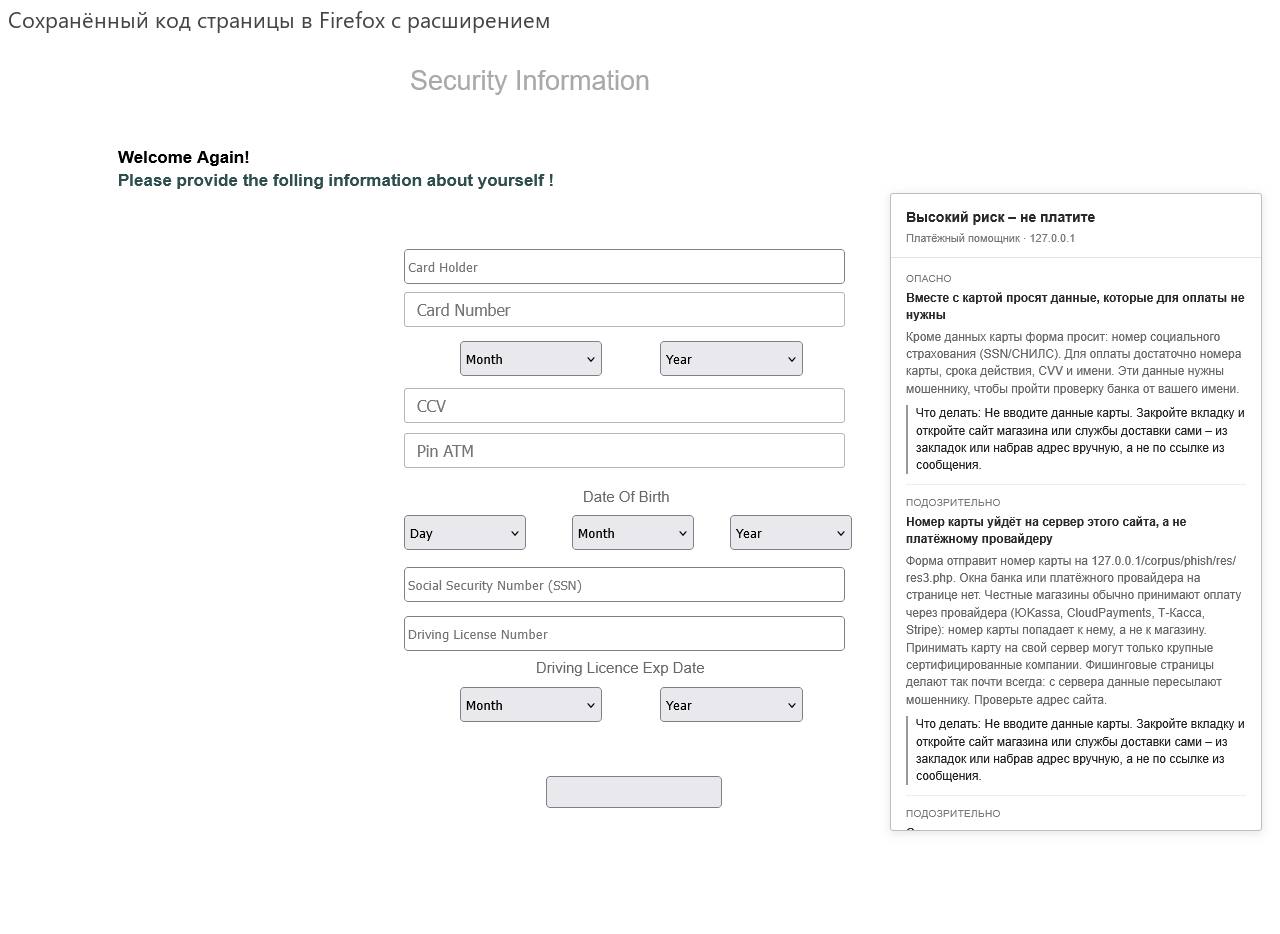 Сохранённый код страницы в Firefox с расширением
Security Information
Welcome Again!
Please provide the folling information about yourself !
Card Holder
Card Number
Month
Year
CCV
Pin ATM
Date Of Birth
Day
Month
Year
Social Security Number (SSN)
Driving License Number
Driving Licence Exp Date
Month
Year
Высокий риск – не платите
Платёжный помощник · 127.0.0.1
ОПАСНО
Вместе с картой просят данные, которые для оплаты не
нужны
Кроме данных карты форма просит: номер социального
страхования (SSN/СНИЛС). Для оплаты достаточно номера
карты, срока действия, CVV и имени. Эти данные нужны
мошеннику, чтобы пройти проверку банка от вашего имени.
Что делать: Не вводите данные карты. Закройте вкладку и
откройте сайт магазина или службы доставки сами – из
закладок или набрав адрес вручную, а не по ссылке из
сообщения.
ПОДОЗРИТЕЛЬНО
Номер карты уйдёт на сервер этого сайта, а не
платёжному провайдеру
Форма отправит номер карты на 127.0.0.1/corpus/phish/res/
res3.php. Окна банка или платёжного провайдера на
странице нет. Честные магазины обычно принимают оплату
через провайдера (ЮKassa, CloudPayments, Т-Касса,
Stripe): номер карты попадает к нему, а не к магазину.
Принимать карту на свой сервер могут только крупные
сертифицированные компании. Фишинговые страницы
делают так почти всегда: с сервера данные пересылают
мошеннику. Проверьте адрес сайта.
Что делать: Не вводите данные карты. Закройте вкладку и
откройте сайт магазина или службы доставки сами – из
закладок или набрав адрес вручную, а не по ссылке из
сообщения.
ПОДОЗРИТЕЛЬНО